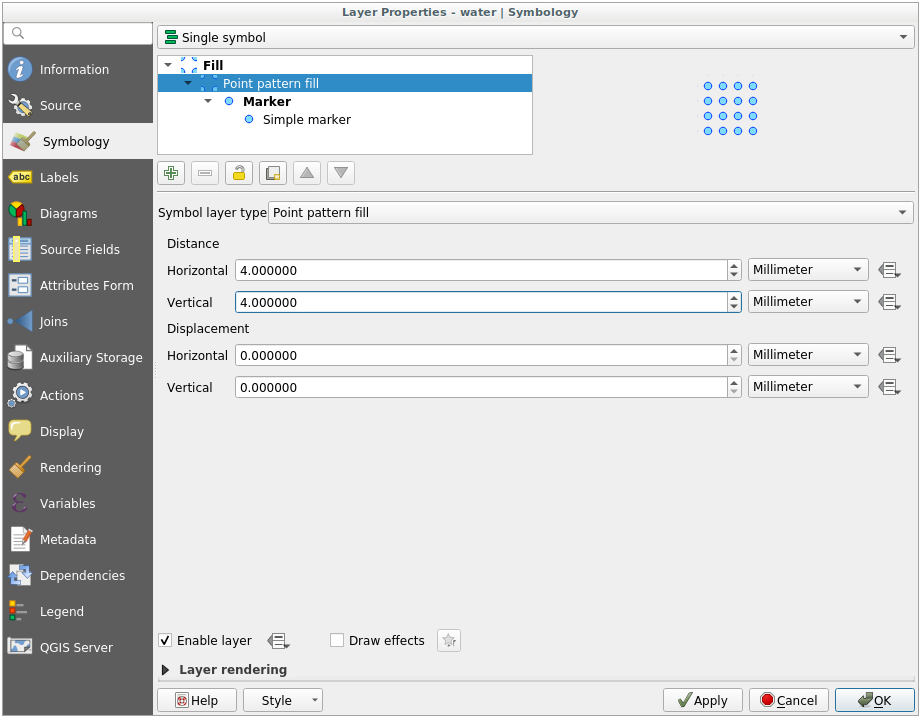 Layer Properties - water | Symbology
Information
Source
Symbology
Labels
Diagrams
Source Fields
Attributes Form
Joins
Auxiliary Storage
Actions
Display
Rendering
Variables
Metadata
Dependencies
Legend
QGIS Server
abc
Single symbol
Fill
Point pattern fill
Marker
Simple marker
Symbol layer type Point pattern fill
Distance
Horizontal 4.000000 Millimeter
Vertical 4.000000 Millimeter
Displacement
Horizontal 0.000000 Millimeter
Vertical 0.000000 Millimeter
Enable layer Draw effects
Layer rendering
Help Style Apply Cancel OK